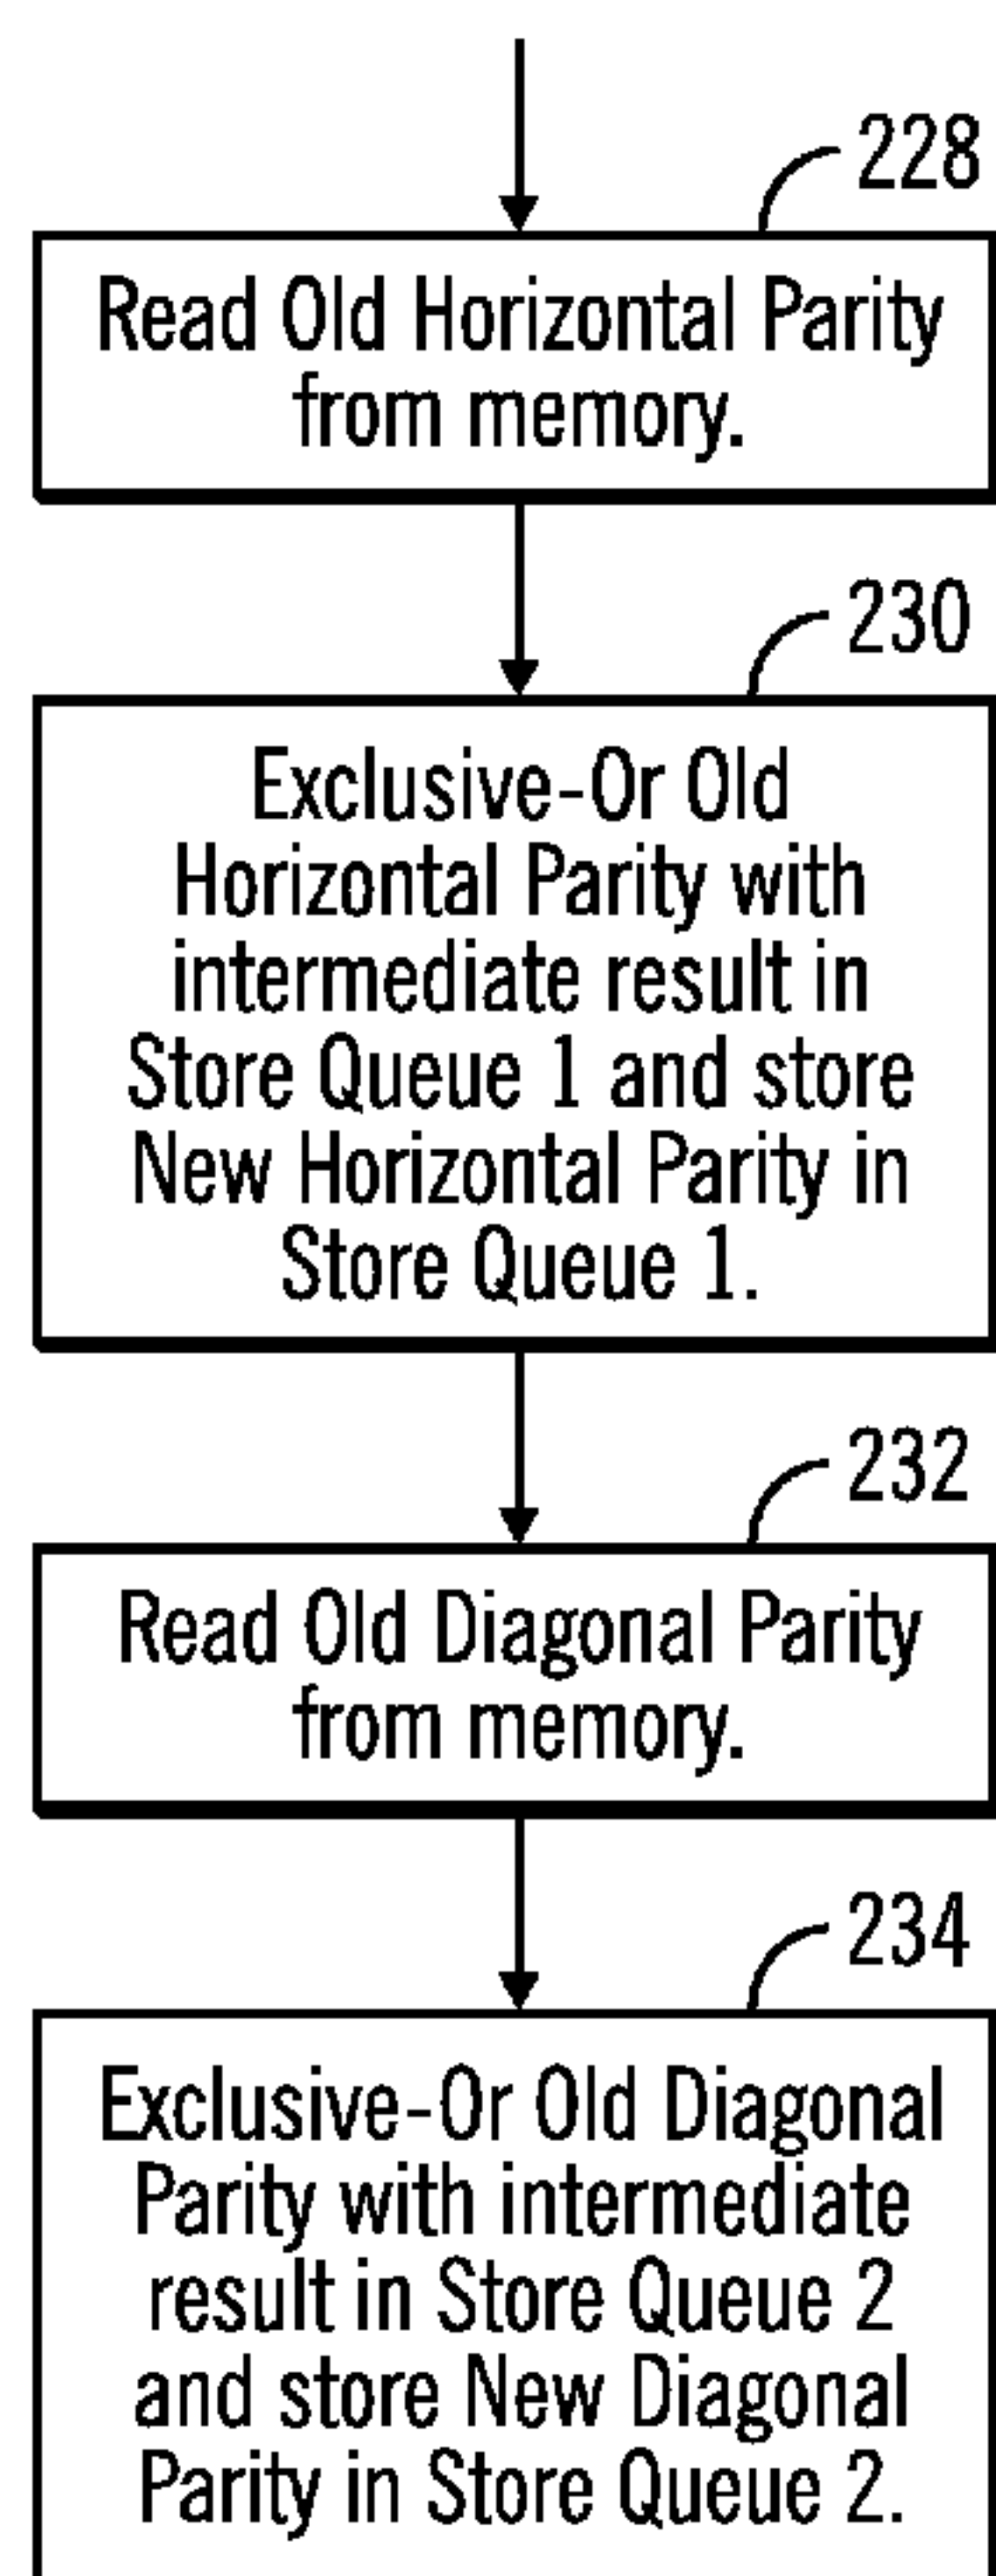 228
Read Old Horizontal Parity
from memory.
230
Exclusive-Or Old
Horizontal Parity with
intermediate result in
Store Queue 1 and store
New Horizontal Parity in
Store Queue 1.
232
Read Old Diagonal Parity
from memory.
234
Exclusive-Or Old Diagonal
Parity with intermediate
result in Store Queue 2
and store New Diagonal
Parity in Store Queue 2.